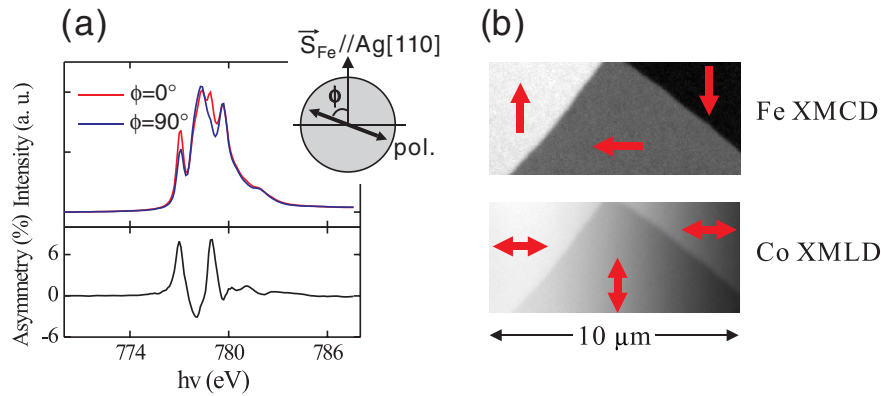 (a)
S⃗Fe//Ag[110]
ϕ=0°
ϕ=90°
ϕ
pol.
Intensity (a. u.)
Asymmetry (%)
6
0
-6
774
780
786
hν (eV)
(b)
Fe XMCD
Co XMLD
10 μm